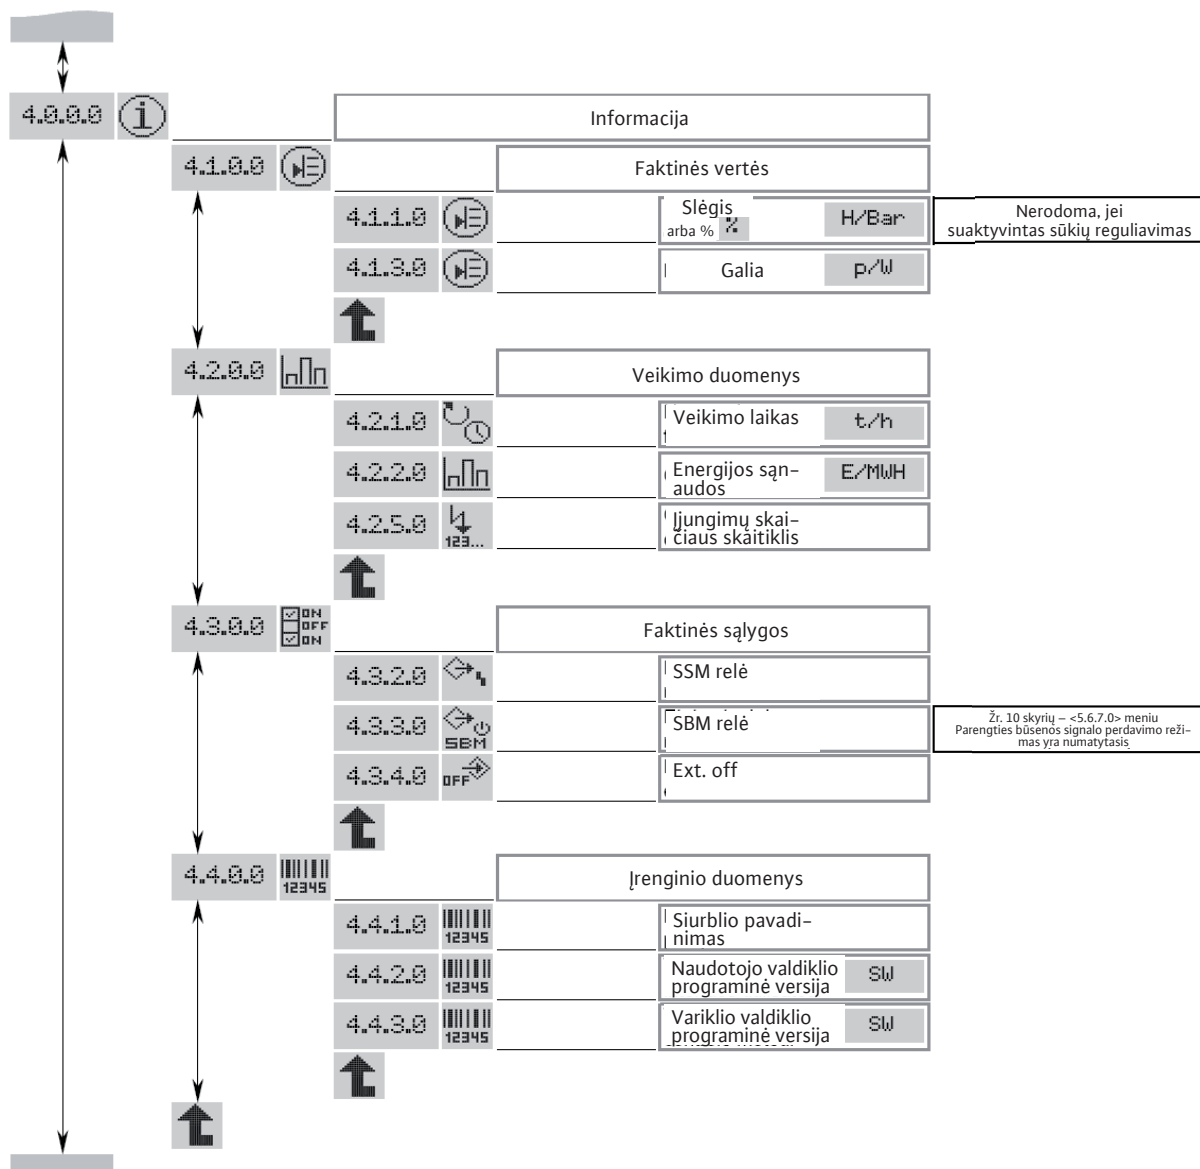 4.0.0.0 i Informacija
4.1.0.0 Faktinės vertės
4.1.1.0 Slėgis H/Bar
arba % %
Nerodoma, jei
suaktyvintas sūkių reguliavimas
4.1.3.0 Galia p/W
4.2.0.0 Veikimo duomenys
4.2.1.0 Veikimo laikas t/h
4.2.2.0 Energijos sąn–
audos E/MWH
4.2.5.0 123... Įjungimų skai–
čiaus skaitiklis
4.3.0.0 ON
OFF
ON
Faktinės sąlygos
4.3.2.0 SSM relė
4.3.3.0 SBM SBM relė
Žr. 10 skyrių – <5.6.7.0> meniu
Parengties būsenos signalo perdavimo reži–
mas yra numatytasis
4.3.4.0 OFF Ext. off
4.4.0.0 12345 Įrenginio duomenys
4.4.1.0 12345 Siurblio pavadi–
nimas
4.4.2.0 12345 Naudotojo valdiklio
programinė versija SW
4.4.3.0 12345 Variklio valdiklio
programinė versija SW